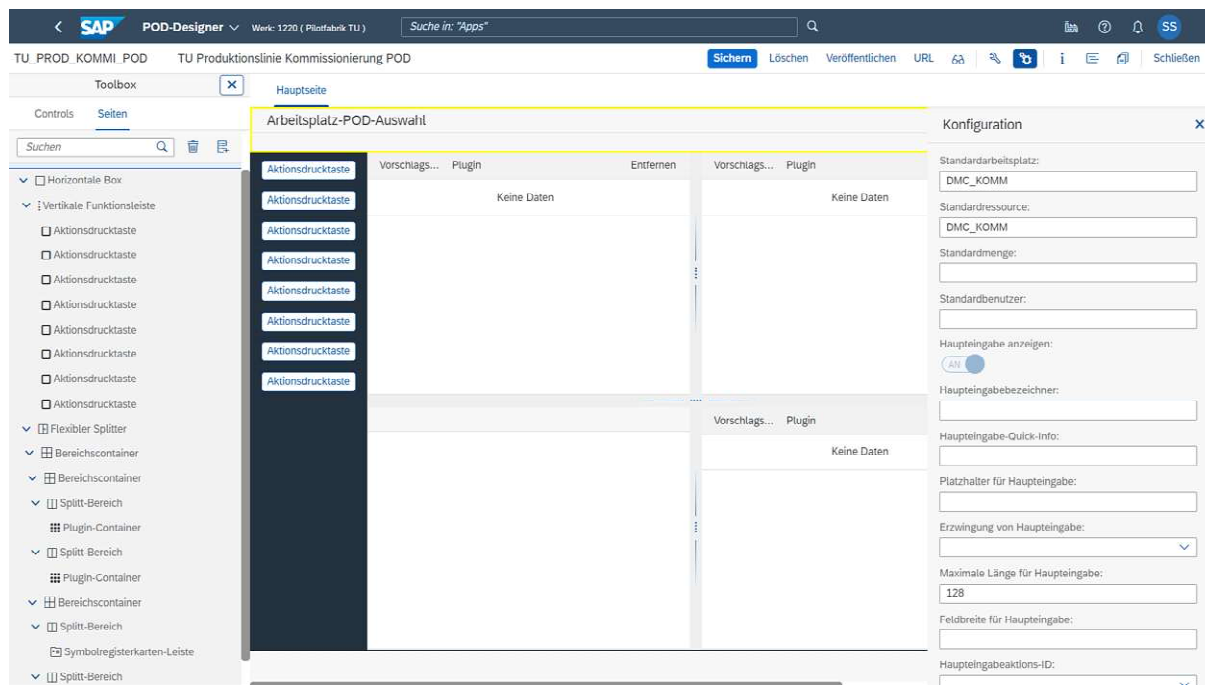 SAP POD-Designer Werk: 1220 ( Pilotfabrik TU ) Suche in: "Apps" SS
TU_PROD_KOMMI_POD TU Produktionslinie Kommissionierung POD Sichern Löschen Veröffentlichen URL Schließen
Toolbox
Controls Seiten
Suchen
Horizontale Box
Vertikale Funktionsleiste
Aktionsdrucktaste
Aktionsdrucktaste
Aktionsdrucktaste
Aktionsdrucktaste
Aktionsdrucktaste
Aktionsdrucktaste
Aktionsdrucktaste
Aktionsdrucktaste
Flexibler Splitter
Bereichscontainer
Bereichscontainer
Splitt-Bereich
Plugin-Container
Splitt-Bereich
Plugin-Container
Bereichscontainer
Splitt-Bereich
Symbolregisterkarten-Leiste
Splitt-Bereich
Hauptseite
Arbeitsplatz-POD-Auswahl
Aktionsdrucktaste
Aktionsdrucktaste
Aktionsdrucktaste
Aktionsdrucktaste
Aktionsdrucktaste
Aktionsdrucktaste
Aktionsdrucktaste
Aktionsdrucktaste
Vorschlags... Plugin Entfernen
Keine Daten
Vorschlags... Plugin
Keine Daten
Vorschlags... Plugin
Keine Daten
Konfiguration
Standardarbeitsplatz:
DMC_KOMM
Standardressource:
DMC_KOMM
Standardmenge:
Standardbenutzer:
Haupteingabe anzeigen:
AN
Haupteingabebezeichner:
Haupteingabe-Quick-Info:
Platzhalter für Haupteingabe:
Erzwingung von Haupteingabe:
Maximale Länge für Haupteingabe:
128
Feldbreite für Haupteingabe:
Haupteingabeaktions-ID: